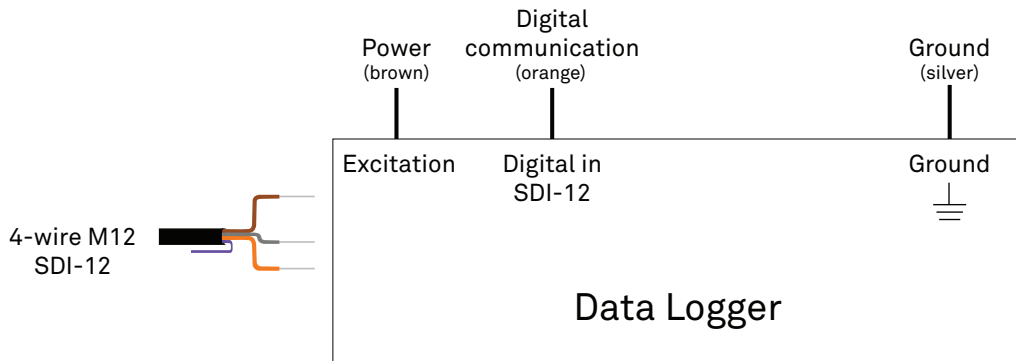 Power
(brown)
Digital
communication
(orange)
Ground
(silver)
Excitation
Digital in
SDI-12
Ground
4-wire M12
SDI-12
Data Logger